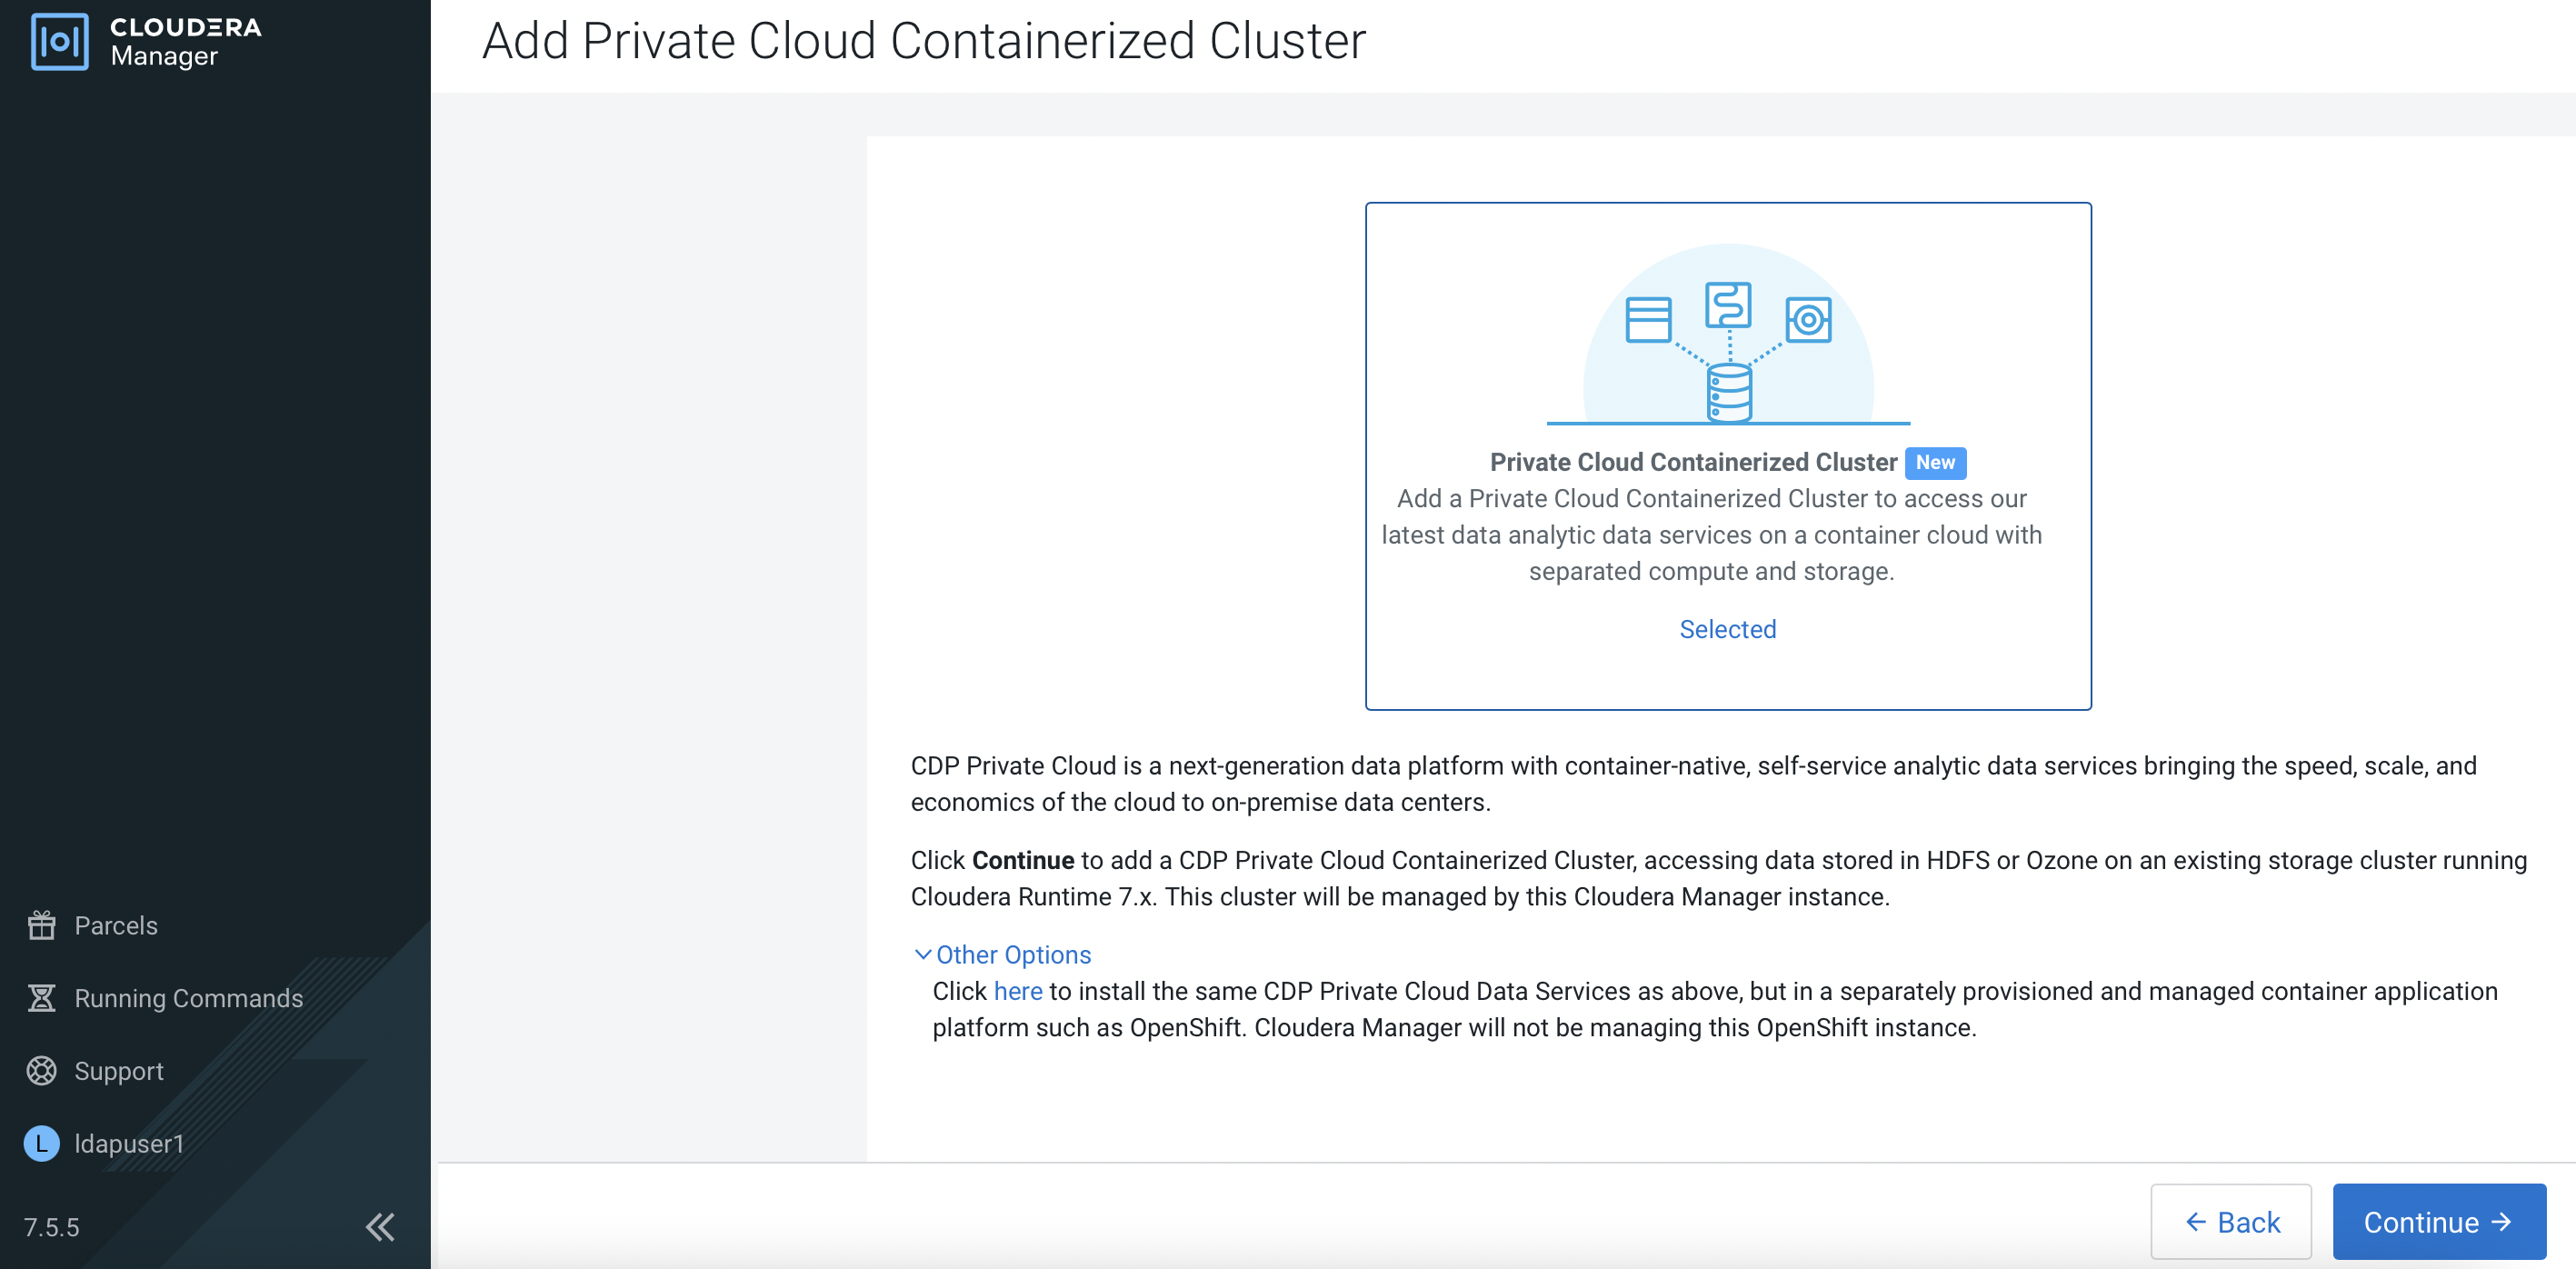 CLOUDERA
Manager
Add Private Cloud Containerized Cluster
Private Cloud Containerized Cluster New
Add a Private Cloud Containerized Cluster to access our
latest data analytic data services on a container cloud with
separated compute and storage.
Selected
CDP Private Cloud is a next-generation data platform with container-native, self-service analytic data services bringing the speed, scale, and
economics of the cloud to on-premise data centers.
Click Continue to add a CDP Private Cloud Containerized Cluster, accessing data stored in HDFS or Ozone on an existing storage cluster running
Cloudera Runtime 7.x. This cluster will be managed by this Cloudera Manager instance.
Other Options
Click here to install the same CDP Private Cloud Data Services as above, but in a separately provisioned and managed container application
platform such as OpenShift. Cloudera Manager will not be managing this OpenShift instance.
Parcels
Running Commands
Support
L ldapuser1
7.5.5
Back
Continue